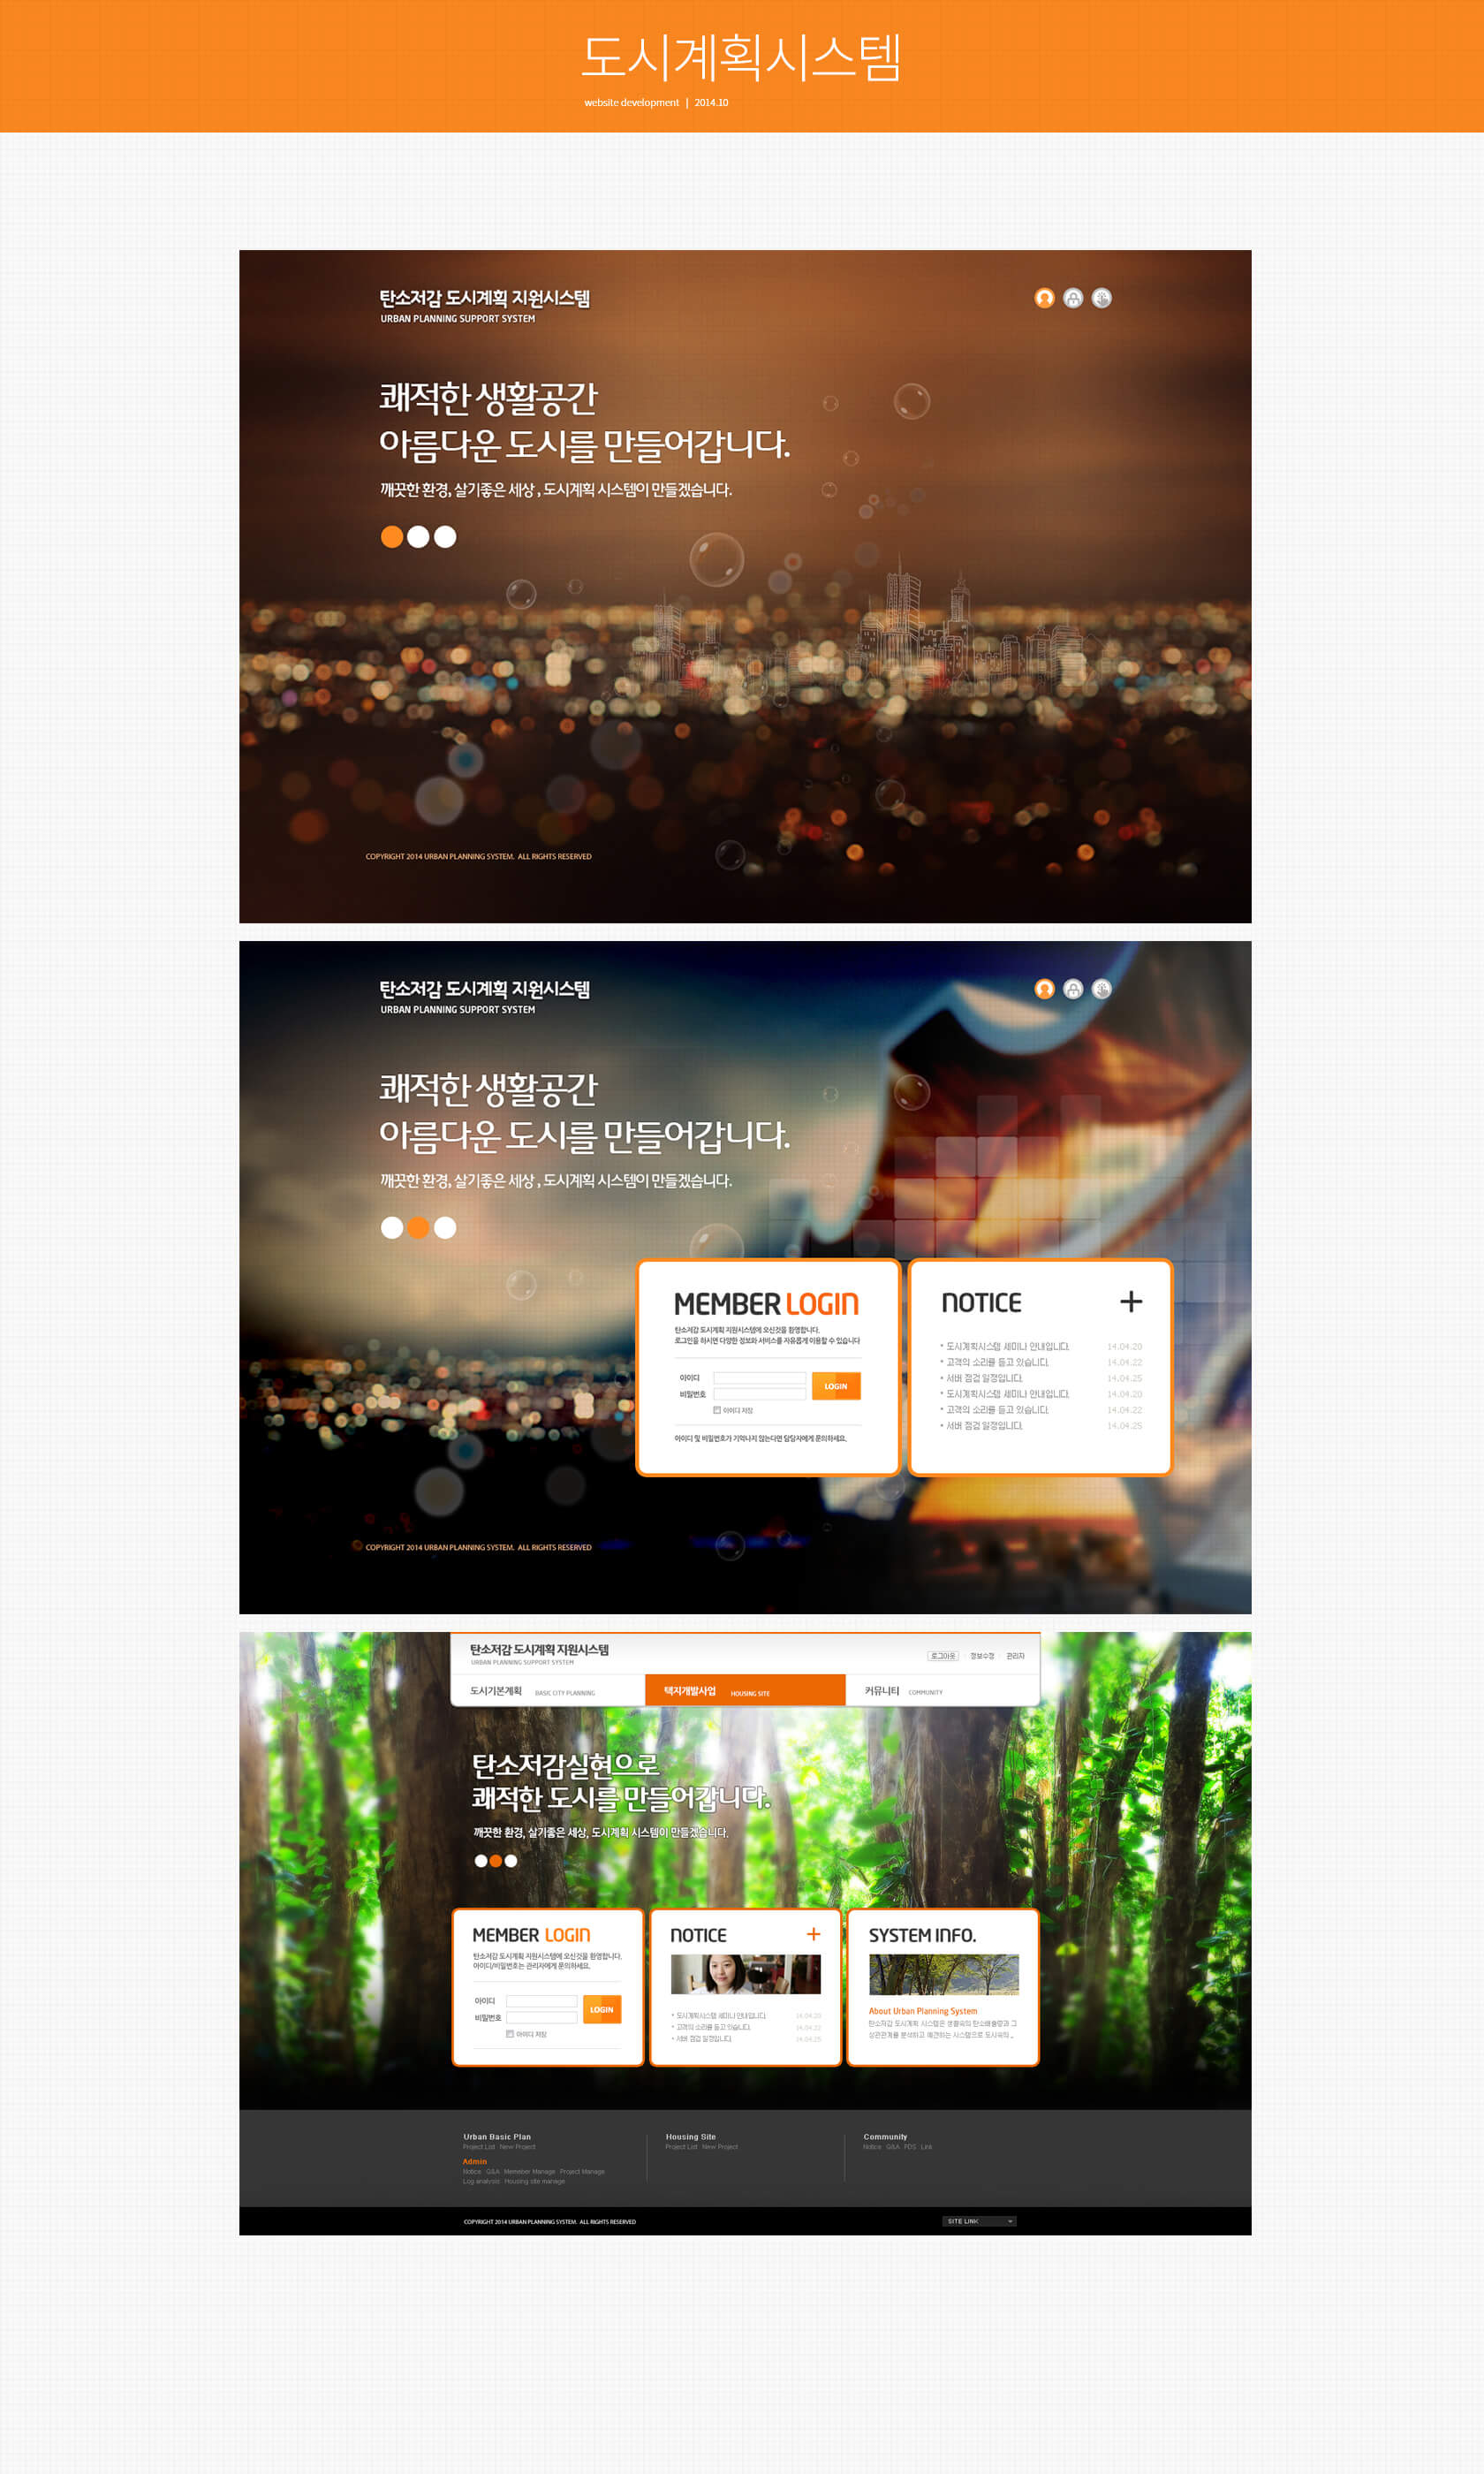 도시계획시스템
website development | 2014.10
탄소저감 도시계획 지원시스템
URBAN PLANNING SUPPORT SYSTEM
쾌적한 생활공간
아름다운 도시를 만들어갑니다.
깨끗한 환경, 살기좋은 세상 , 도시계획 시스템이 만들겠습니다.
COPYRIGHT 2014 URBAN PLANNING SYSTEM. ALL RIGHTS RESERVED
탄소저감 도시계획 지원시스템
URBAN PLANNING SUPPORT SYSTEM
쾌적한 생활공간
아름다운 도시를 만들어갑니다.
깨끗한 환경, 살기좋은 세상 , 도시계획 시스템이 만들겠습니다.
MEMBER LOGIN
탄소저감 도시계획 지원시스템에 오신것을 환영합니다.
로그인을 하시면 다양한 정보와 서비스를 자유롭게 이용할 수 있습니다
아이디
비밀번호
LOGIN
아이디 저장
아이디 및 비밀번호가 기억나지 않는다면 담당자에게 문의하세요.
NOTICE +
• 도시계획시스템 세미나 안내입니다. 14.04.20
• 고객의 소리를 듣고 있습니다. 14.04.22
• 서버 점검 일정입니다. 14.04.25
• 도시계획시스템 세미나 안내입니다. 14.04.20
• 고객의 소리를 듣고 있습니다. 14.04.22
• 서버 점검 일정입니다. 14.04.25
COPYRIGHT 2014 URBAN PLANNING SYSTEM. ALL RIGHTS RESERVED
탄소저감 도시계획 지원시스템
URBAN PLANNING SUPPORT SYSTEM
로그아웃 정보수정 관리자
도시기본계획 BASIC CITY PLANNING
택지개발사업 HOUSING SITE
커뮤니티 COMMUNITY
탄소저감실현으로
쾌적한 도시를 만들어갑니다.
깨끗한 환경, 살기좋은 세상, 도시계획 시스템이 만들겠습니다.
MEMBER LOGIN
탄소저감 도시계획 지원시스템에 오신것을 환영합니다.
아이디/비밀번호는 관리자에게 문의하세요.
아이디
비밀번호
LOGIN
아이디 저장
NOTICE +
• 도시계획시스템 세미나 안내입니다. 14.04.20
• 고객의 소리를 듣고 있습니다. 14.04.22
• 서버 점검 일정입니다. 14.04.25
SYSTEM INFO.
About Urban Planning System
탄소저감 도시계획 시스템은 생활속의 탄소배출량과 그
상관관계를 분석하고 예견하는 시스템으로 도시속의 ..
Urban Basic Plan
Project List New Project
Admin
Notice Q&A Memeber Manage Project Manage
Log analysis Housing site manage
Housing Site
Project List New Project
Community
Notice Q&A PDS Link
COPYRIGHT 2014 URBAN PLANNING SYSTEM. ALL RIGHTS RESERVED
SITE LINK